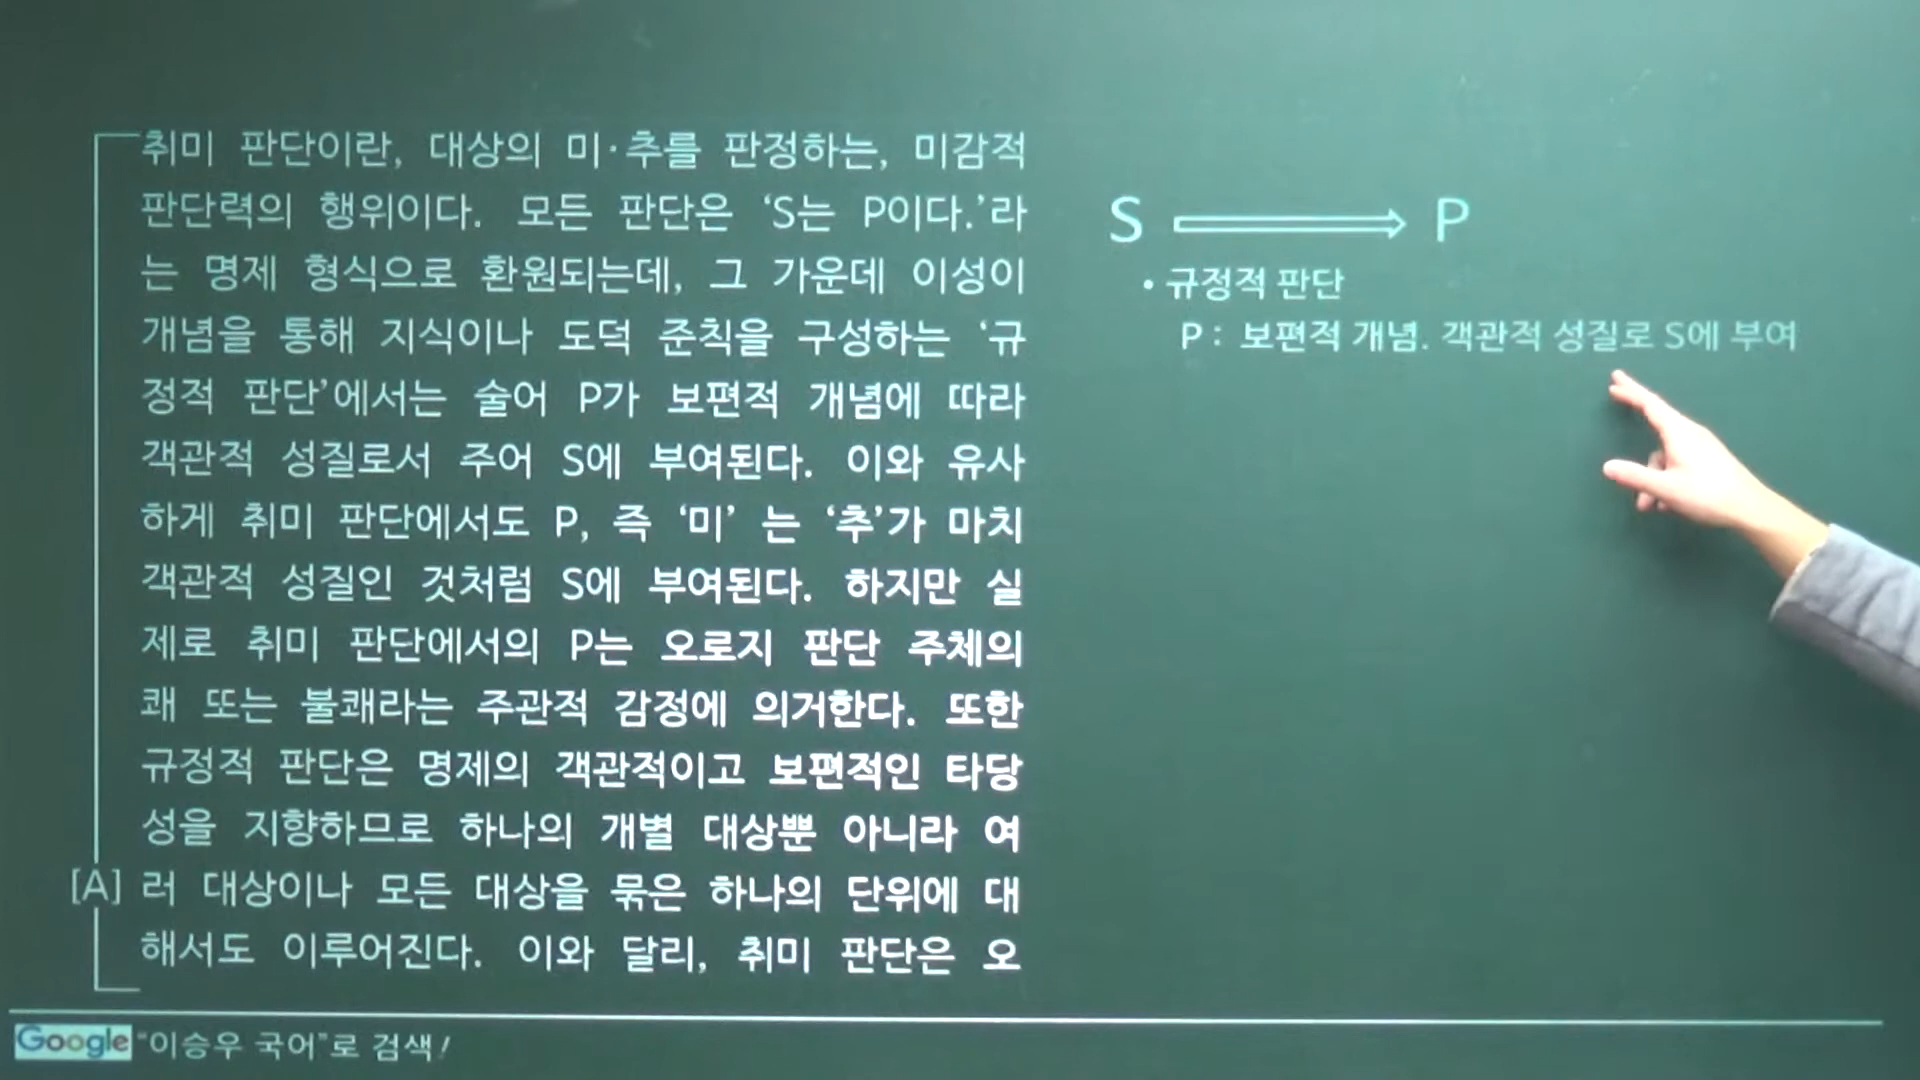 취미 판단이란, 대상의 미·추를 판정하는, 미감적
판단력의 행위이다. 모든 판단은 ‘S는 P이다.’라
는 명제 형식으로 환원되는데, 그 가운데 이성이
개념을 통해 지식이나 도덕 준칙을 구성하는 ‘규
정적 판단’에서는 술어 P가 보편적 개념에 따라
객관적 성질로서 주어 S에 부여된다. 이와 유사
하게 취미 판단에서도 P, 즉 ‘미’ 는 ‘추’가 마치
객관적 성질인 것처럼 S에 부여된다. 하지만 실
제로 취미 판단에서의 P는 오로지 판단 주체의
쾌 또는 불쾌라는 주관적 감정에 의거한다. 또한
규정적 판단은 명제의 객관적이고 보편적인 타당
성을 지향하므로 하나의 개별 대상뿐 아니라 여
[A] 러 대상이나 모든 대상을 묶은 하나의 단위에 대
해서도 이루어진다. 이와 달리, 취미 판단은 오
S ⟹ P
• 규정적 판단
P : 보편적 개념. 객관적 성질로 S에 부여
Google “이승우 국어”로 검색!